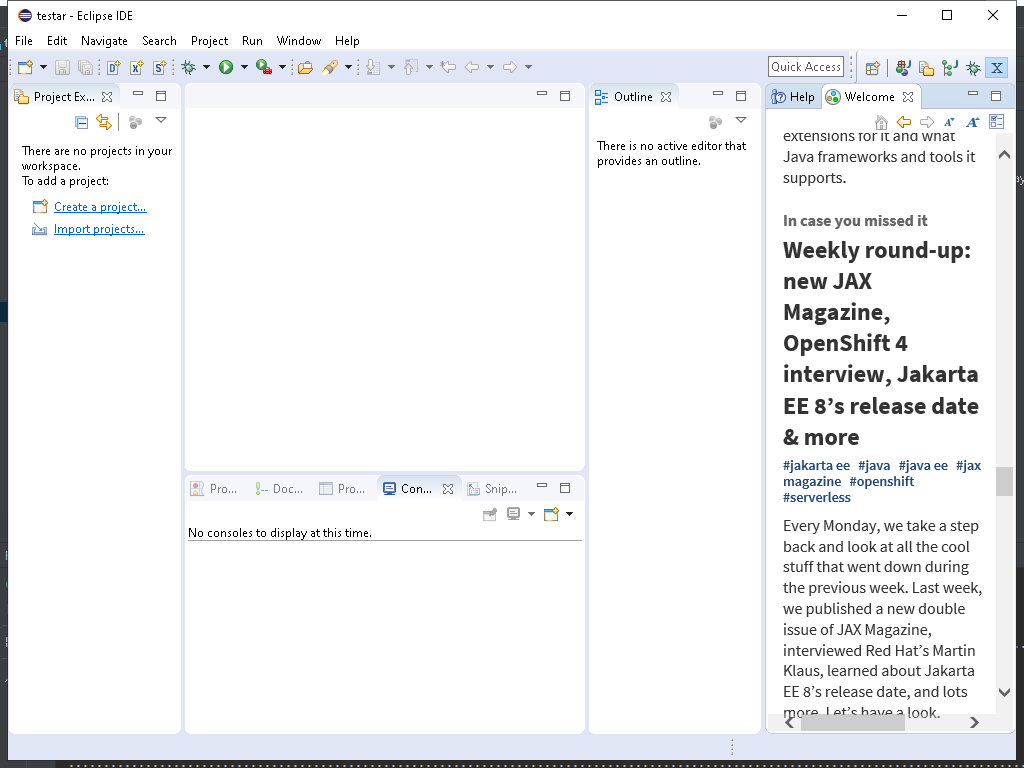 testar - Eclipse IDE
File Edit Navigate Search Project Run Window Help
Quick Access
Project Ex...
There are no projects in your
workspace.
To add a project:
Create a project...
Import projects...
Outline
There is no active editor that
provides an outline.
Pro... Doc... Pro... Con... Snip...
No consoles to display at this time.
Help Welcome
extensions for it and what
Java frameworks and tools it
supports.
In case you missed it
Weekly round-up:
new JAX
Magazine,
OpenShift 4
interview, Jakarta
EE 8’s release date
& more
#jakarta ee #java #java ee #jax
magazine #openshift
#serverless
Every Monday, we take a step
back and look at all the cool
stuff that went down during
the previous week. Last week,
we published a new double
issue of JAX Magazine,
interviewed Red Hat’s Martin
Klaus, learned about Jakarta
EE 8’s release date, and lots
more. Let’s have a look.